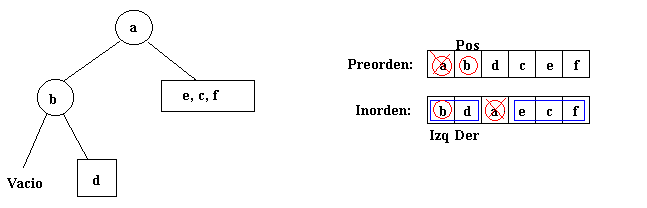 a
b
e, c, f
Vacio
d
Pos
Preorden: a b d c e f
Inorden: b d a e c f
Izq Der